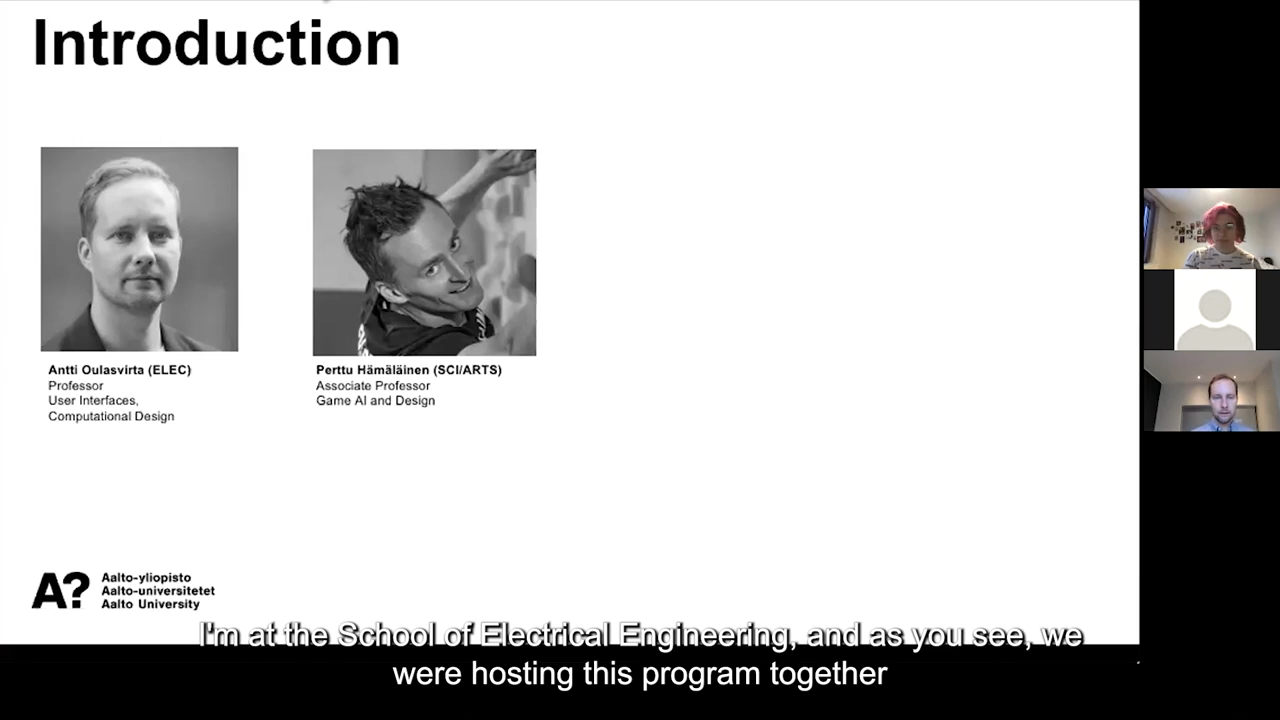 Introduction
Antti Oulasvirta (ELEC)
Professor
User Interfaces,
Computational Design
Perttu Hämäläinen (SCI/ARTS)
Associate Professor
Game AI and Design
A?
Aalto-yliopisto
Aalto-universitetet
Aalto University
I'm at the School of Electrical Engineering, and as you see, we
were hosting this program together